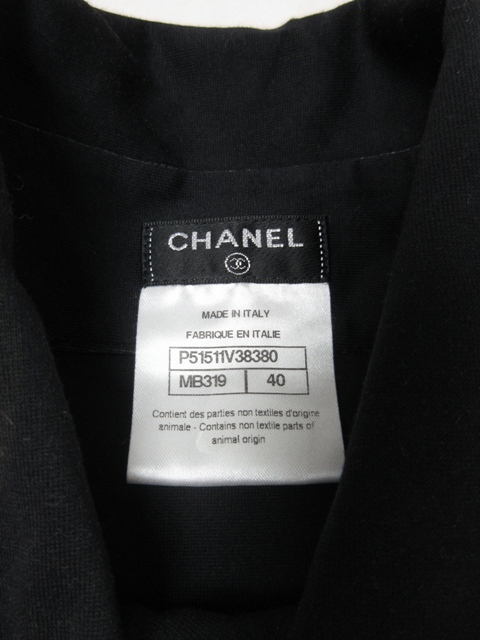 CHANEL
MADE IN ITALY
FABRIQUE EN ITALIE
P51511V38380
MB319 40
Contient des parties non textiles d'origine
animale - Contains non textile parts of
animal origin